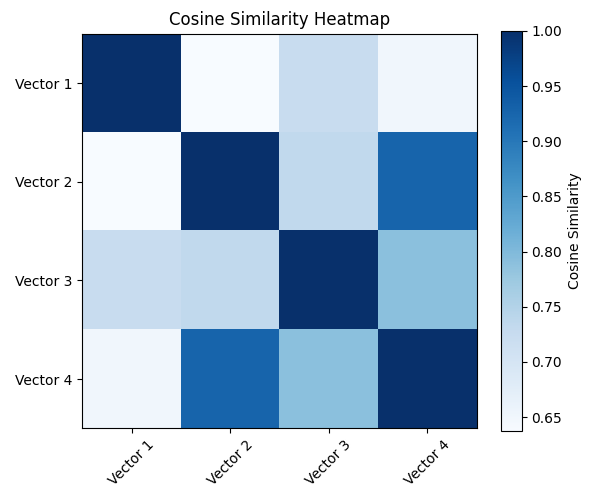 Cosine Similarity Heatmap
Vector 1
Vector 2
Vector 3
Vector 4
Vector 1
Vector 2
Vector 3
Vector 4
1.00
0.95
0.90
0.85
0.80
0.75
0.70
0.65
Cosine Similarity